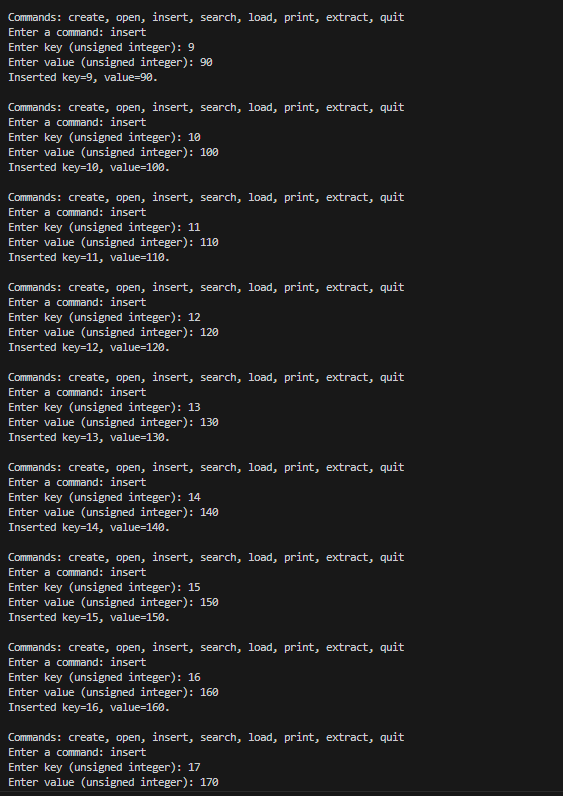 Commands: create, open, insert, search, load, print, extract, quit
Enter a command: insert
Enter key (unsigned integer): 9
Enter value (unsigned integer): 90
Inserted key=9, value=90.

Commands: create, open, insert, search, load, print, extract, quit
Enter a command: insert
Enter key (unsigned integer): 10
Enter value (unsigned integer): 100
Inserted key=10, value=100.

Commands: create, open, insert, search, load, print, extract, quit
Enter a command: insert
Enter key (unsigned integer): 11
Enter value (unsigned integer): 110
Inserted key=11, value=110.

Commands: create, open, insert, search, load, print, extract, quit
Enter a command: insert
Enter key (unsigned integer): 12
Enter value (unsigned integer): 120
Inserted key=12, value=120.

Commands: create, open, insert, search, load, print, extract, quit
Enter a command: insert
Enter key (unsigned integer): 13
Enter value (unsigned integer): 130
Inserted key=13, value=130.

Commands: create, open, insert, search, load, print, extract, quit
Enter a command: insert
Enter key (unsigned integer): 14
Enter value (unsigned integer): 140
Inserted key=14, value=140.

Commands: create, open, insert, search, load, print, extract, quit
Enter a command: insert
Enter key (unsigned integer): 15
Enter value (unsigned integer): 150
Inserted key=15, value=150.

Commands: create, open, insert, search, load, print, extract, quit
Enter a command: insert
Enter key (unsigned integer): 16
Enter value (unsigned integer): 160
Inserted key=16, value=160.

Commands: create, open, insert, search, load, print, extract, quit
Enter a command: insert
Enter key (unsigned integer): 17
Enter value (unsigned integer): 170